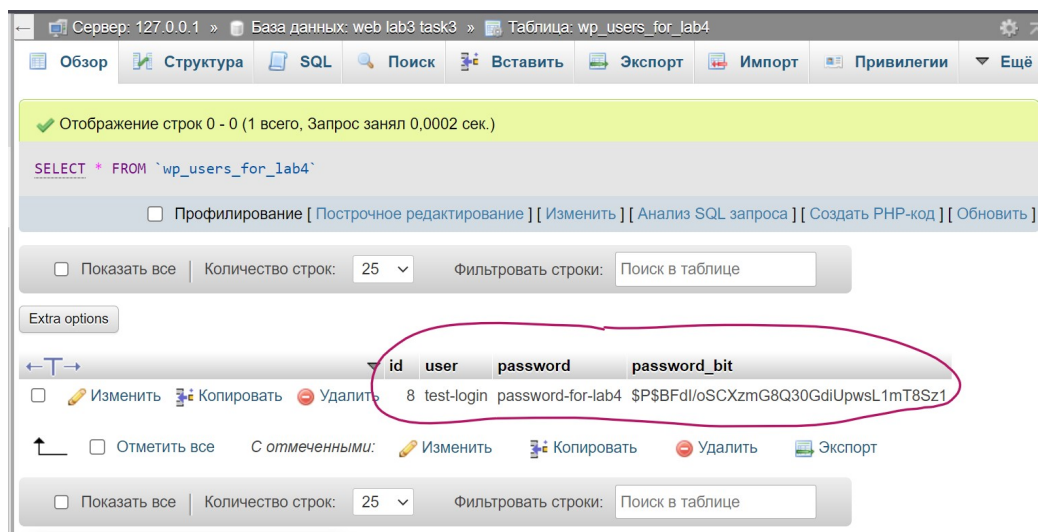 Сервер: 127.0.0.1 » База данных: web lab3 task3 » Таблица: wp_users_for_lab4
Обзор Структура SQL Поиск Вставить Экспорт Импорт Привилегии Ещё
Отображение строк 0 - 0 (1 всего, Запрос занял 0,0002 сек.)
SELECT * FROM `wp_users_for_lab4`
Профилирование [ Построчное редактирование ] [ Изменить ] [ Анализ SQL запроса ] [ Создать PHP-код ] [ Обновить ]
Показать все | Количество строк: 25 Фильтровать строки: Поиск в таблице
Extra options
←T→ id user password password_bit
Изменить Копировать Удалить 8 test-login password-for-lab4 $P$BFdI/oSCXzmG8Q30GdiUpwsL1mT8Sz1
Отметить все С отмеченными: Изменить Копировать Удалить Экспорт
Показать все | Количество строк: 25 Фильтровать строки: Поиск в таблице